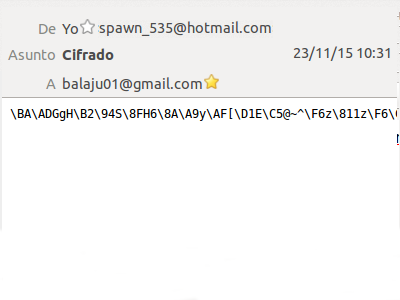 De Yo spawn_535@hotmail.com
Asunto Cifrado 23/11/15 10:31
A balaju01@gmail.com
\BA\ADGgH\B2\94S\8FH6\8A\A9y\AF[\D1E\C5@~^\F6z\811z\F6\